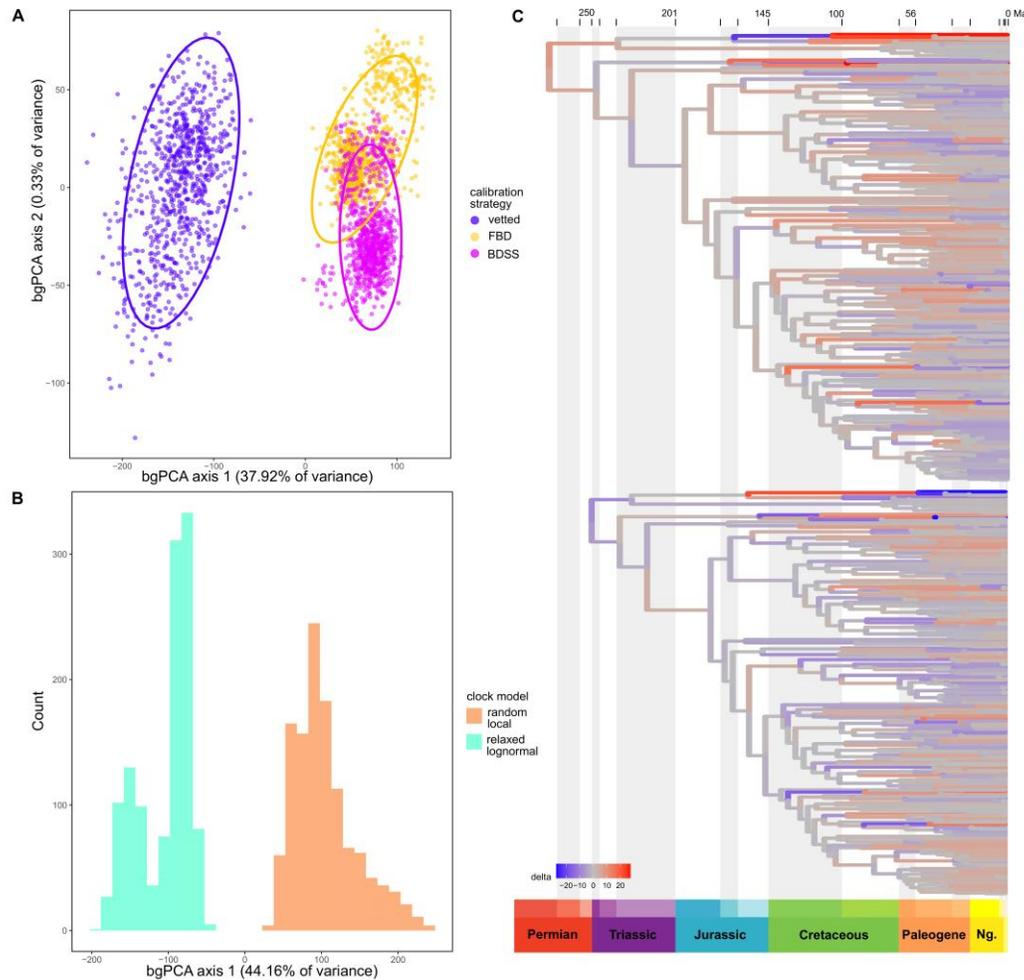 A
50
0
−50
−100
bgPCA axis 2 (0.33% of variance)
−200
−100
0
100
bgPCA axis 1 (37.92% of variance)
calibration
strategy
vetted
FBD
BDSS
B
300
200
100
0
Count
−200
−100
0
100
200
bgPCA axis 1 (44.16% of variance)
clock model
random
local
relaxed
lognormal
C
250
201
145
100
56
0 Ma
delta
−20 −10 0 10 20
Permian
Triassic
Jurassic
Cretaceous
Paleogene
Ng.